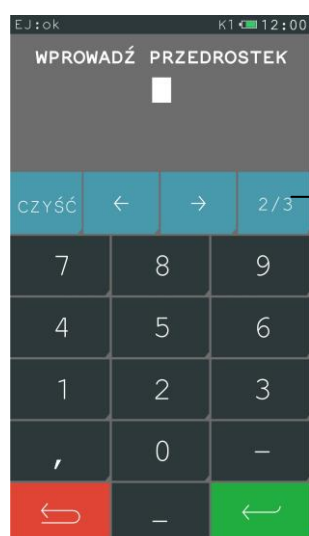 EJ:ok K1 12:00
WPROWADŹ PRZEDROSTEK
CZYŚĆ ← → 2/3
7 8 9
4 5 6
1 2 3
, 0 –
_